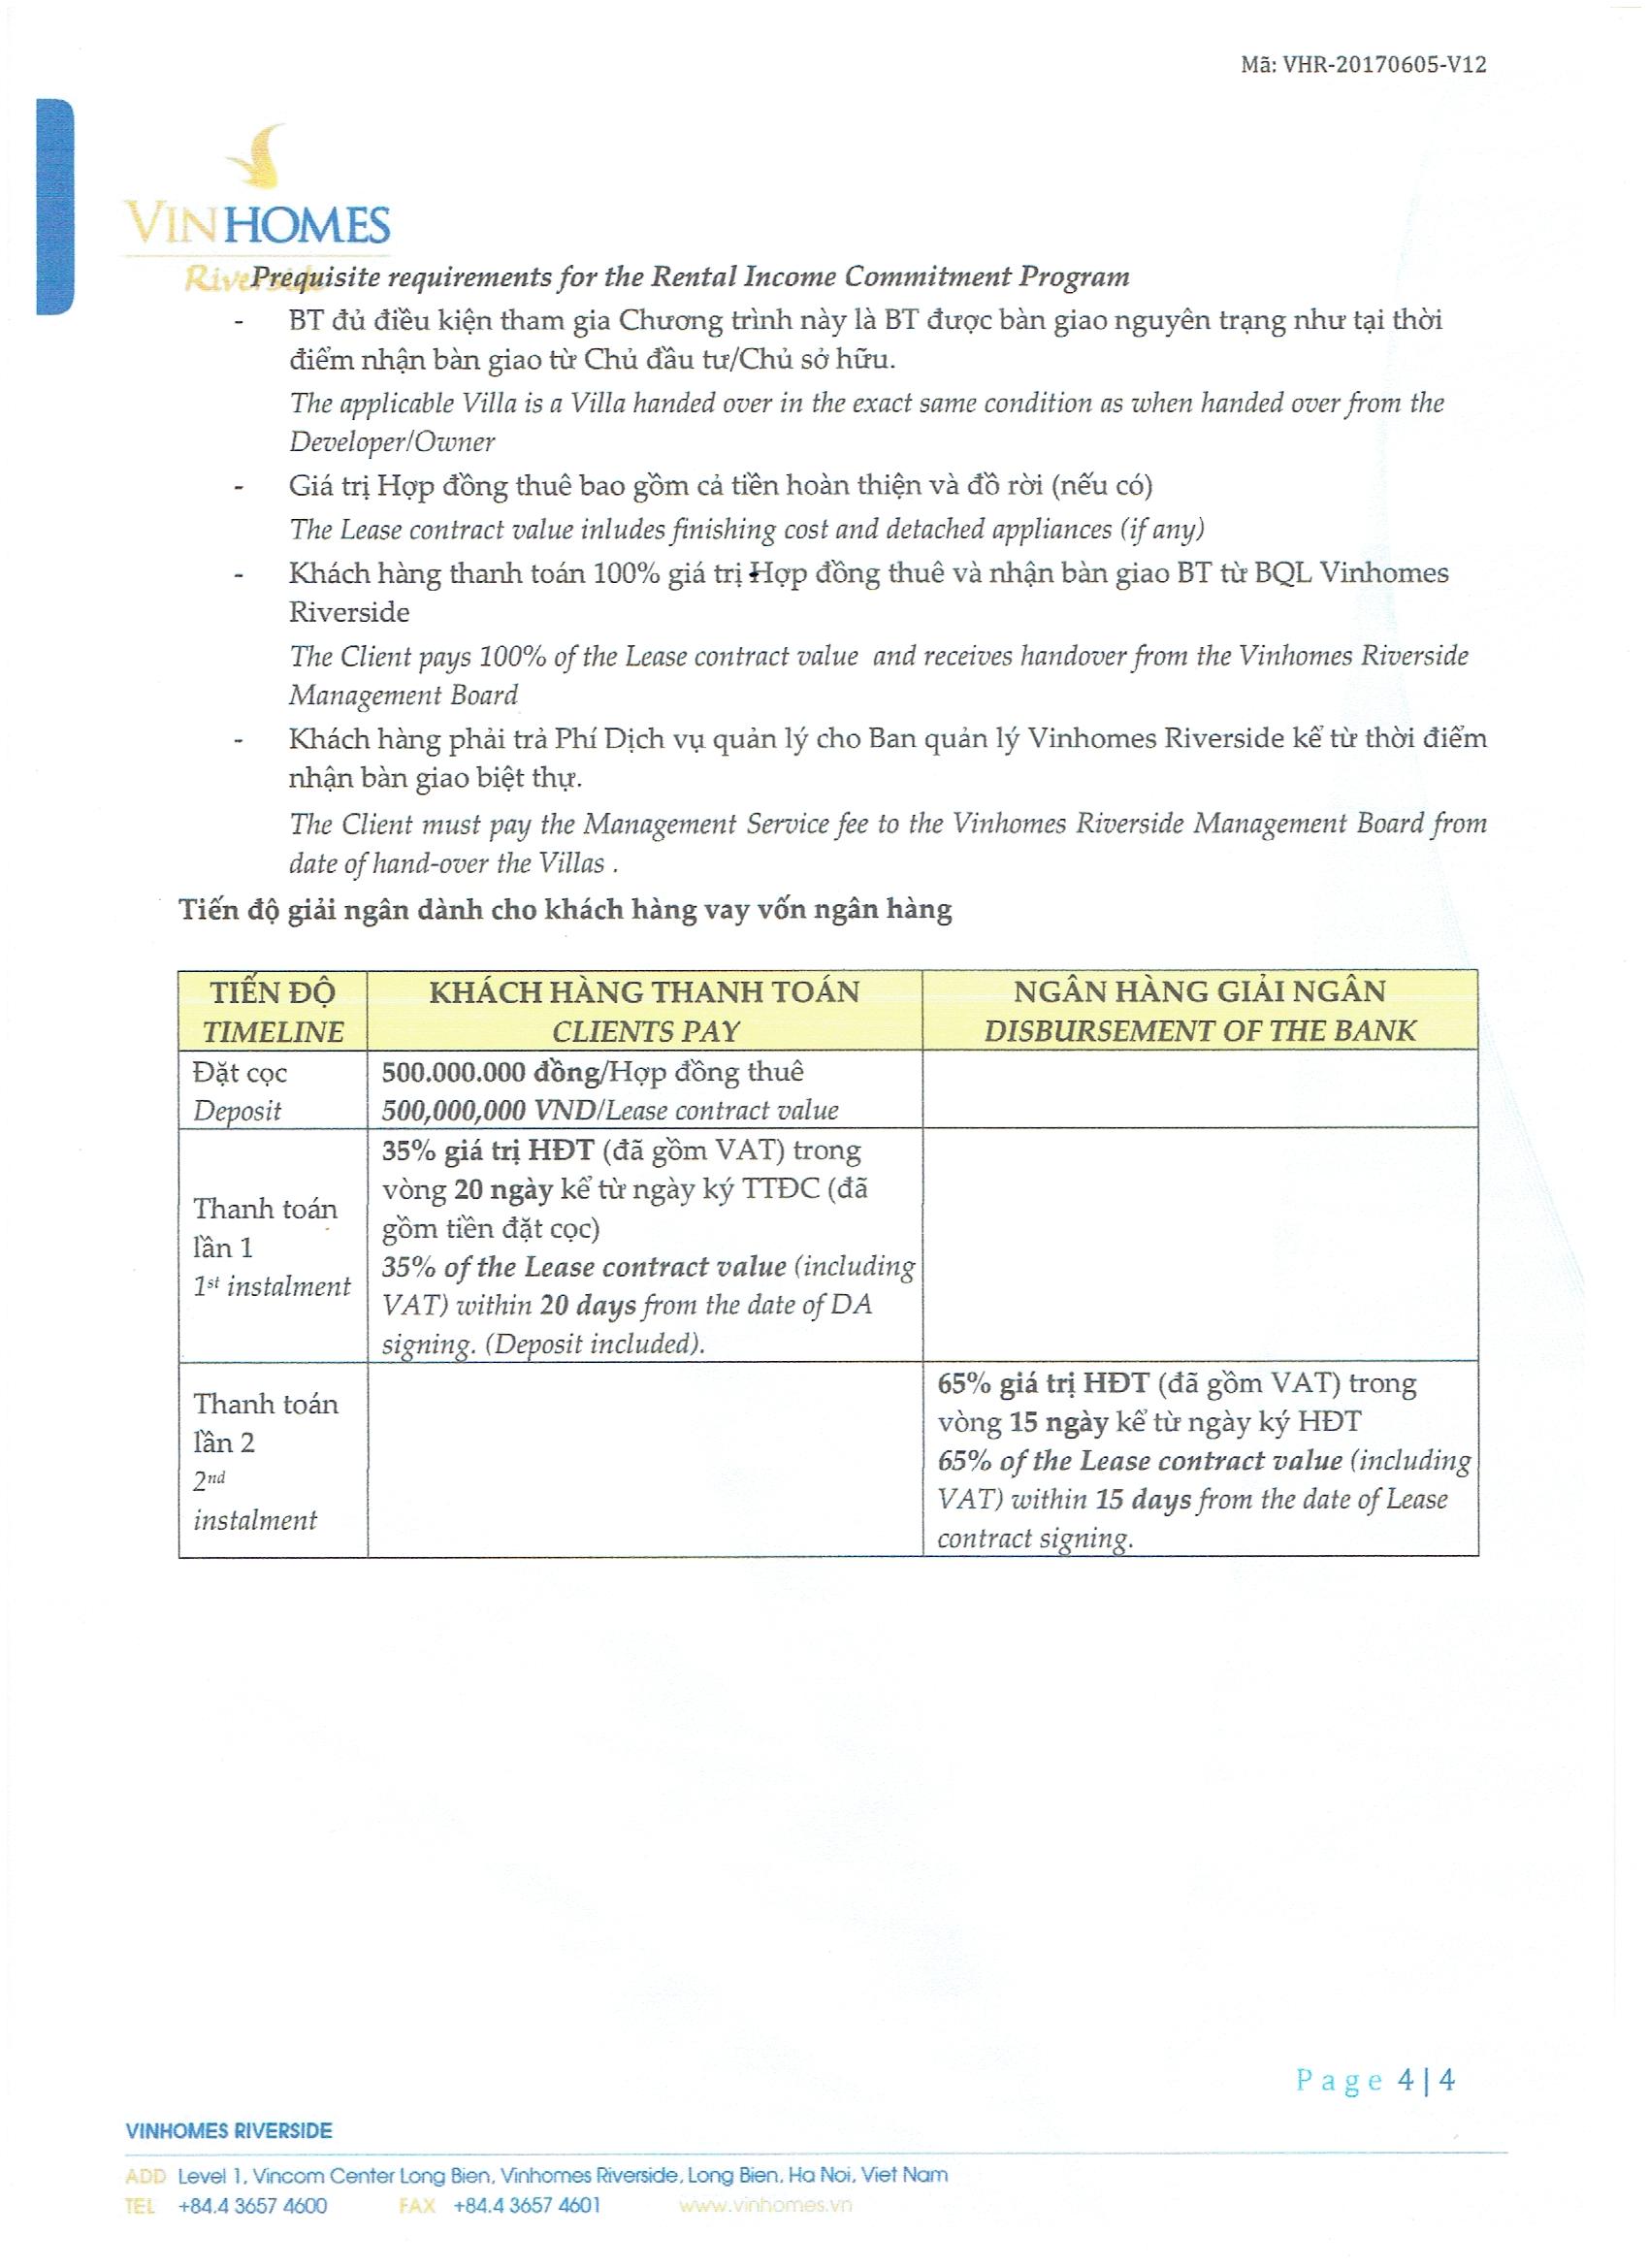 Mã: VHR-20170605-V12
VINHOMES
Riverside
Prequisite requirements for the Rental Income Commitment Program
- BT đủ điều kiện tham gia Chương trình này là BT được bàn giao nguyên trạng như tại thời
điểm nhận bàn giao từ Chủ đầu tư/Chủ sở hữu.
The applicable Villa is a Villa handed over in the exact same condition as when handed over from the
Developer/Owner
- Giá trị Hợp đồng thuê bao gồm cả tiền hoàn thiện và đồ rời (nếu có)
The Lease contract value inludes finishing cost and detached appliances (if any)
- Khách hàng thanh toán 100% giá trị Hợp đồng thuê và nhận bàn giao BT từ BQL Vinhomes
Riverside
The Client pays 100% of the Lease contract value and receives handover from the Vinhomes Riverside
Management Board
- Khách hàng phải trả Phí Dịch vụ quản lý cho Ban quản lý Vinhomes Riverside kể từ thời điểm
nhận bàn giao biệt thự.
The Client must pay the Management Service fee to the Vinhomes Riverside Management Board from
date of hand-over the Villas .
Tiến độ giải ngân dành cho khách hàng vay vốn ngân hàng
TIẾN ĐỘ
TIMELINE
KHÁCH HÀNG THANH TOÁN
CLIENTS PAY
NGÂN HÀNG GIẢI NGÂN
DISBURSEMENT OF THE BANK
Đặt cọc
Deposit
500.000.000 đồng/Hợp đồng thuê
500,000,000 VND/Lease contract value
Thanh toán
lần 1
1st instalment
35% giá trị HĐT (đã gồm VAT) trong
vòng 20 ngày kể từ ngày ký TTĐC (đã
gồm tiền đặt cọc)
35% of the Lease contract value (including
VAT) within 20 days from the date of DA
signing. (Deposit included).
Thanh toán
lần 2
2nd
instalment
65% giá trị HĐT (đã gồm VAT) trong
vòng 15 ngày kể từ ngày ký HĐT
65% of the Lease contract value (including
VAT) within 15 days from the date of Lease
contract signing.
Page 4|4
VINHOMES RIVERSIDE
ADD Level 1, Vincom Center Long Bien, Vinhomes Riverside, Long Bien, Ha Noi, Viet Nam
TEL +84.4 3657 4600 FAX +84.4 3657 4601 www.vinhomes.vn